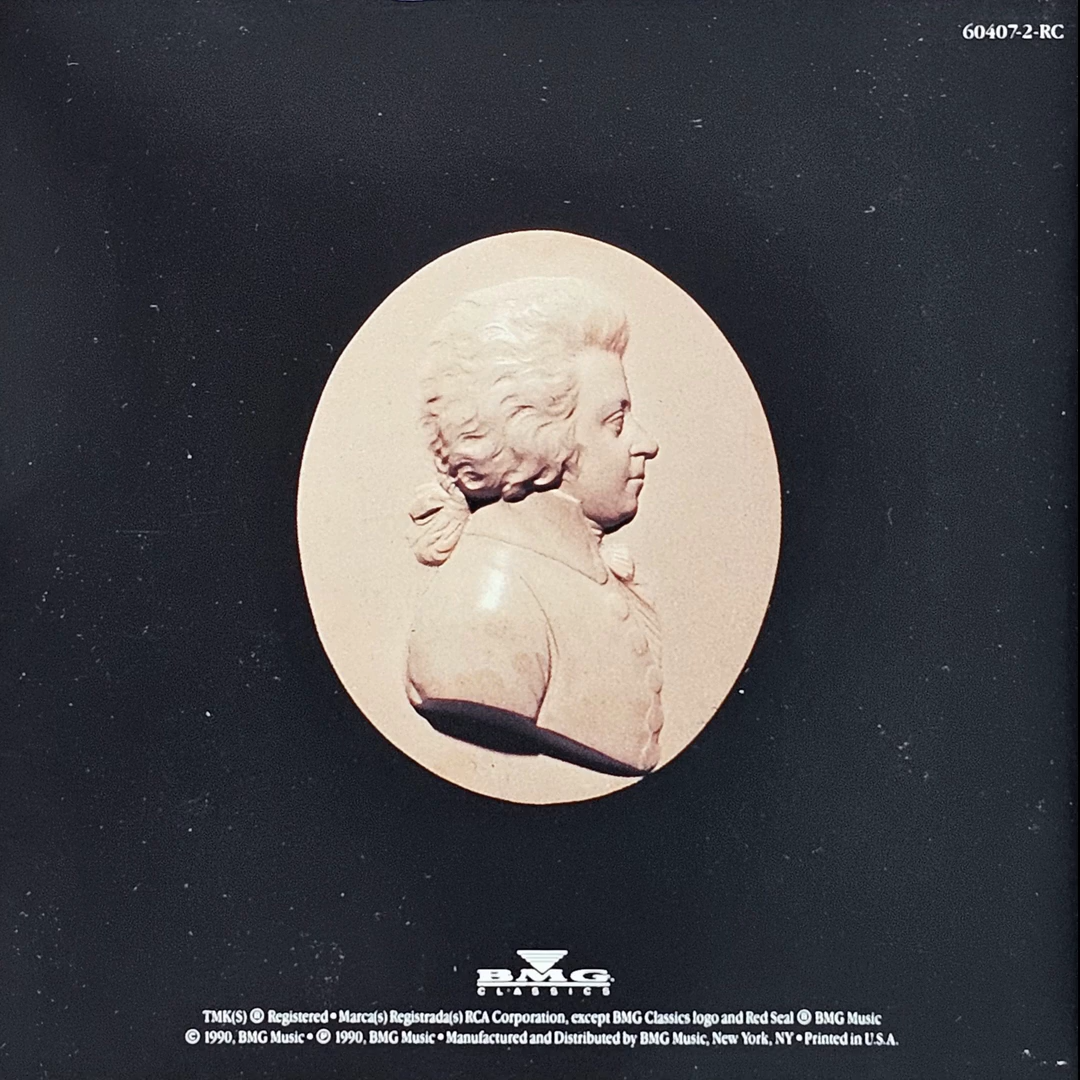 60407-2-RC
BMG
CLASSICS
TMK(S) ® Registered • Marca(s) Registrada(s) RCA Corporation, except BMG Classics logo and Red Seal ® BMG Music
© 1990, BMG Music • ℗ 1990, BMG Music • Manufactured and Distributed by BMG Music, New York, NY • Printed in U.S.A.